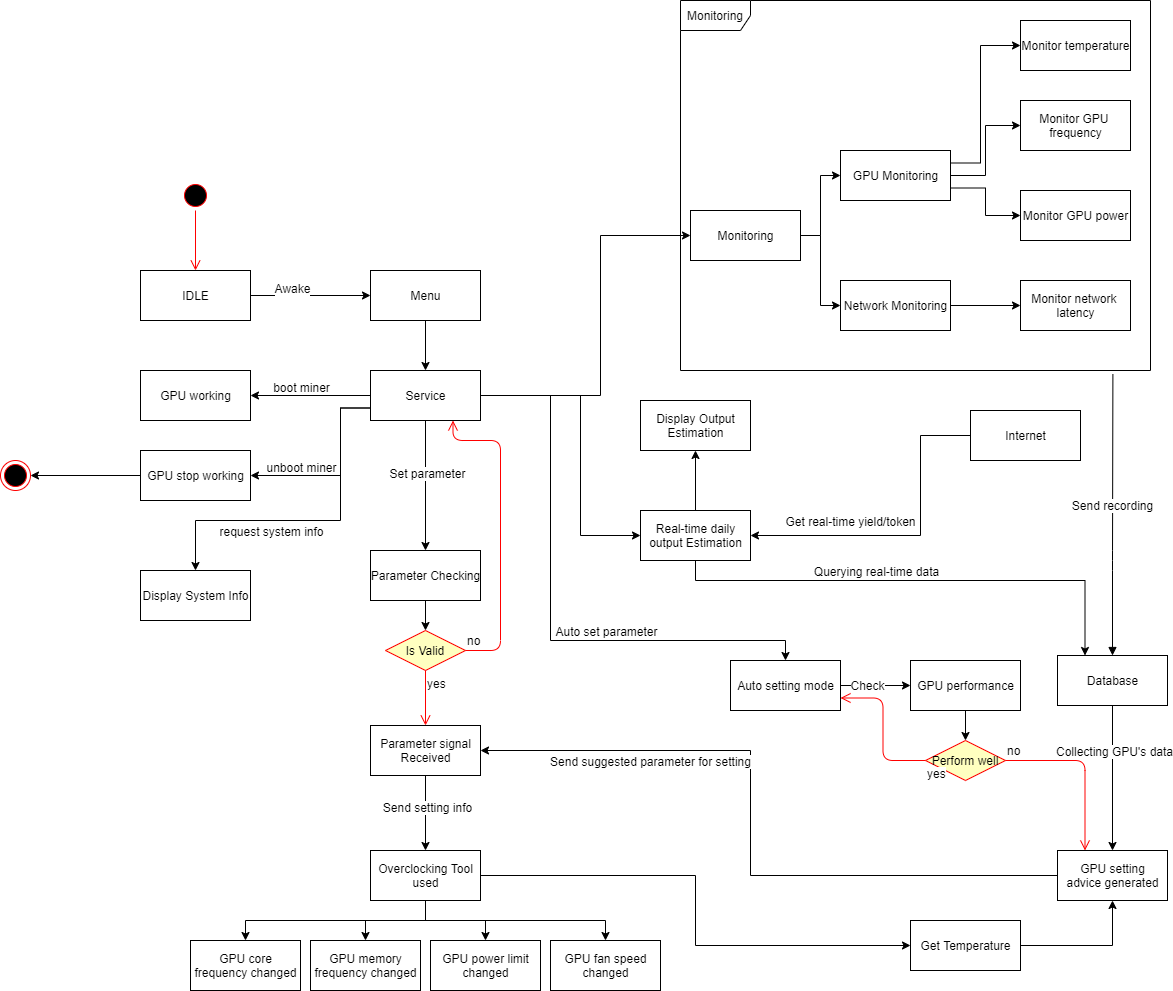 Monitoring
Monitor temperature
Monitor GPU
frequency
GPU Monitoring
Monitor GPU power
Monitoring
Network Monitoring
Monitor network
latency
IDLE
Awake
Menu
GPU working
boot miner
Service
Display Output
Estimation
Internet
GPU stop working
unboot miner
Set parameter
Send recording
request system info
Real-time daily
output Estimation
Get real-time yield/token
Querying real-time data
Display System Info
Parameter Checking
Is Valid
no
yes
Auto set parameter
Auto setting mode
Check
GPU performance
Database
Perform well
no
yes
Collecting GPU's data
Parameter signal
Received
Send suggested parameter for setting
Send setting info
Overclocking Tool
used
GPU setting
advice generated
Get Temperature
GPU core
frequency changed
GPU memory
frequency changed
GPU power limit
changed
GPU fan speed
changed